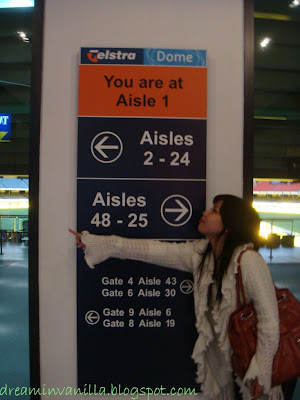 Telstra Dome
You are at
Aisle 1
Aisles
2 - 24
Aisles
48 - 25
Gate 4 Aisle 43
Gate 6 Aisle 30
Gate 9 Aisle 6
Gate 8 Aisle 19
dreaminvanilla.blogspot.com